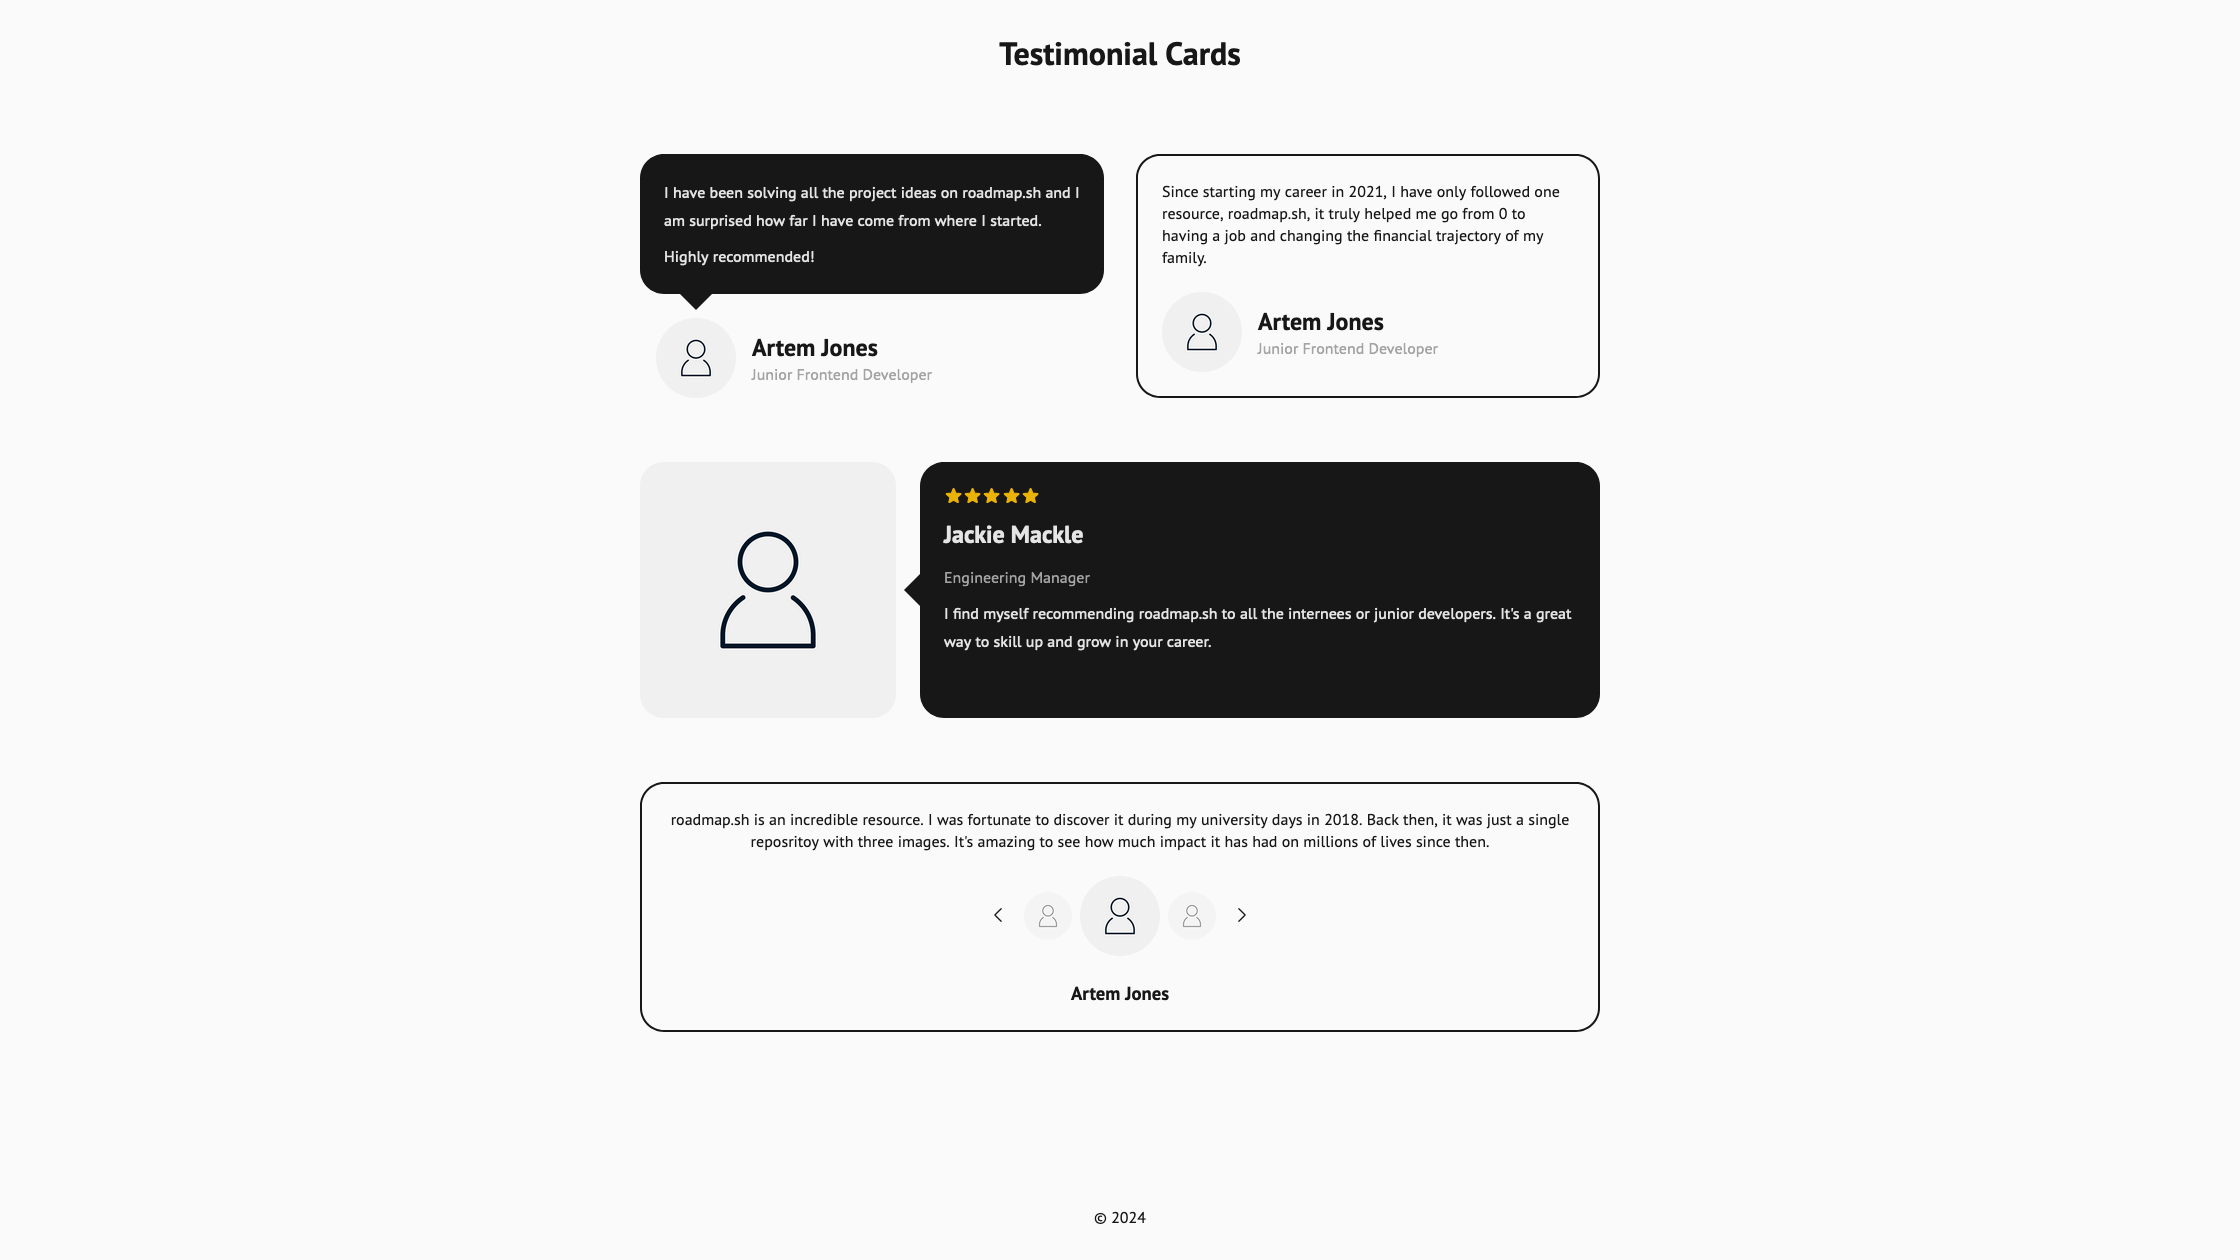 Testimonial Cards
I have been solving all the project ideas on roadmap.sh and I
am surprised how far I have come from where I started.
Highly recommended!
Artem Jones
Junior Frontend Developer
Since starting my career in 2021, I have only followed one
resource, roadmap.sh, it truly helped me go from 0 to
having a job and changing the financial trajectory of my
family.
Artem Jones
Junior Frontend Developer
Jackie Mackle
Engineering Manager
I find myself recommending roadmap.sh to all the internees or junior developers. It's a great
way to skill up and grow in your career.
roadmap.sh is an incredible resource. I was fortunate to discover it during my university days in 2018. Back then, it was just a single
reposritoy with three images. It's amazing to see how much impact it has had on millions of lives since then.
Artem Jones
© 2024